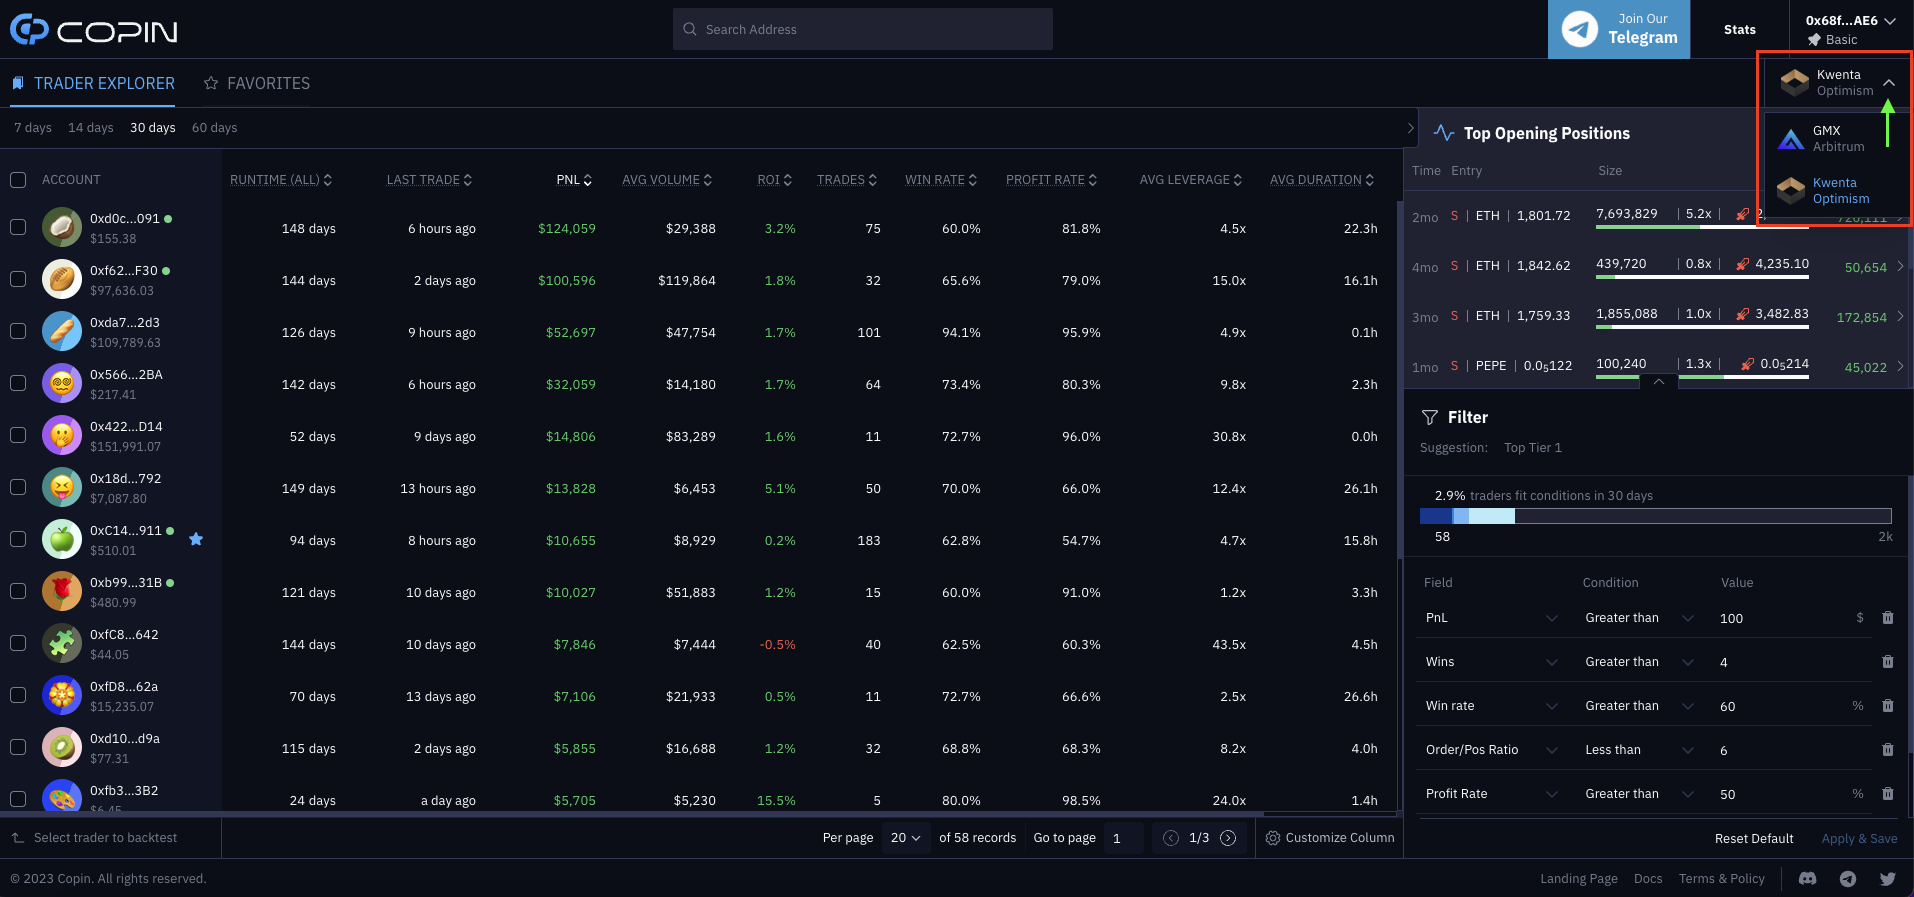 COPIN
Search Address
Join Our
Telegram
Stats
0x68f...AE6
Basic
TRADER EXPLORER
FAVORITES
Kwenta
Optimism
GMX
Arbitrum
Kwenta
Optimism
7 days 14 days 30 days 60 days
ACCOUNT RUNTIME (ALL) LAST TRADE PNL AVG VOLUME ROI TRADES WIN RATE PROFIT RATE AVG LEVERAGE AVG DURATION
0xd0c...091
$155.38
148 days 6 hours ago $124,059 $29,388 3.2% 75 60.0% 81.8% 4.5x 22.3h
0xf62...F30
$97,636.03
144 days 2 days ago $100,596 $119,864 1.8% 32 65.6% 79.0% 15.0x 16.1h
0xda7...2d3
$109,789.63
126 days 9 hours ago $52,697 $47,754 1.7% 101 94.1% 95.9% 4.9x 0.1h
0x566...2BA
$217.41
142 days 6 hours ago $32,059 $14,180 1.7% 64 73.4% 80.3% 9.8x 2.3h
0x422...D14
$151,991.07
52 days 9 days ago $14,806 $83,289 1.6% 11 72.7% 96.0% 30.8x 0.0h
0x18d...792
$7,087.80
149 days 13 hours ago $13,828 $6,453 5.1% 50 70.0% 66.0% 12.4x 26.1h
0xC14...911
$510.01
94 days 8 hours ago $10,655 $8,929 0.2% 183 62.8% 54.7% 4.7x 15.8h
0xb99...31B
$480.99
121 days 10 days ago $10,027 $51,883 1.2% 15 60.0% 91.0% 1.2x 3.3h
0xfC8...642
$44.05
144 days 10 days ago $7,846 $7,444 -0.5% 40 62.5% 60.3% 43.5x 4.5h
0xfD8...62a
$15,235.07
70 days 13 days ago $7,106 $21,933 0.5% 11 72.7% 66.6% 2.5x 26.6h
0xd10...d9a
$77.31
115 days 2 days ago $5,855 $16,688 1.2% 32 68.8% 68.3% 8.2x 4.0h
0xfb3...3B2
$6.45
24 days a day ago $5,705 $5,230 15.5% 5 80.0% 98.5% 24.0x 1.4h
Select trader to backtest
Per page 20 of 58 records Go to page 1 1/3 Customize Column
Top Opening Positions
Time Entry Size
2mo S | ETH | 1,801.72 7,693,829 | 5.2x | 2,
4mo S | ETH | 1,842.62 439,720 | 0.8x | 4,235.10 50,654
3mo S | ETH | 1,759.33 1,855,088 | 1.0x | 3,482.83 172,854
1mo S | PEPE | 0.0₅122 100,240 | 1.3x | 0.0₅214 45,022
Filter
Suggestion: Top Tier 1
2.9% traders fit conditions in 30 days
58 2k
Field Condition Value
PnL Greater than 100 $
Wins Greater than 4
Win rate Greater than 60 %
Order/Pos Ratio Less than 6
Profit Rate Greater than 50 %
Reset Default Apply & Save
© 2023 Copin. All rights reserved.
Landing Page Docs Terms & Policy